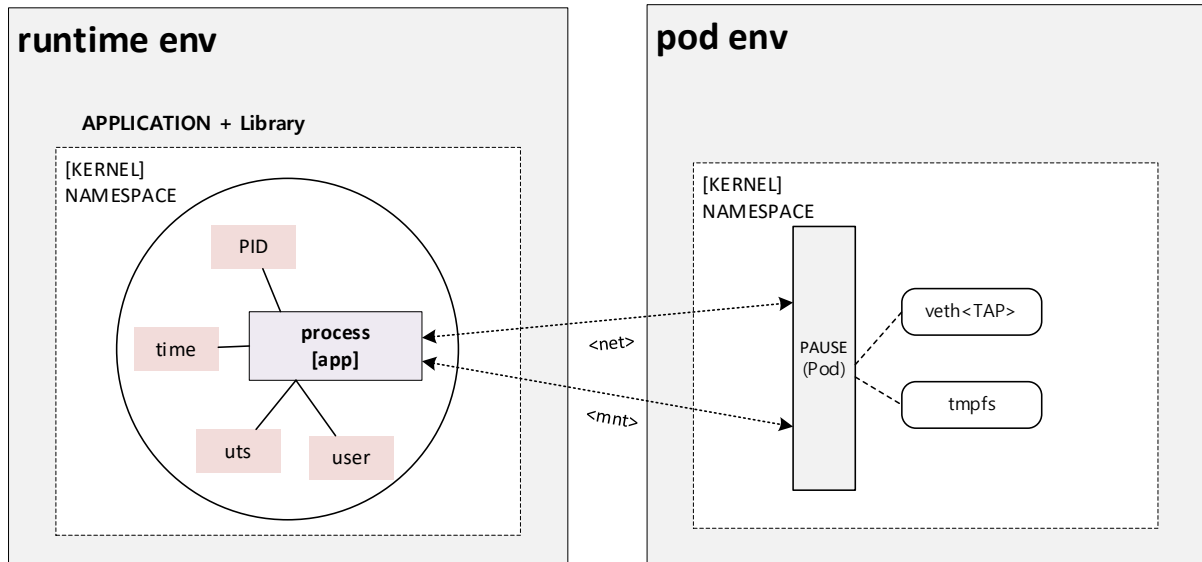 runtime env
APPLICATION + Library
[KERNEL]
NAMESPACE
PID
time
process
[app]
uts
user
<net>
<mnt>
pod env
[KERNEL]
NAMESPACE
PAUSE
(Pod)
veth<TAP>
tmpfs